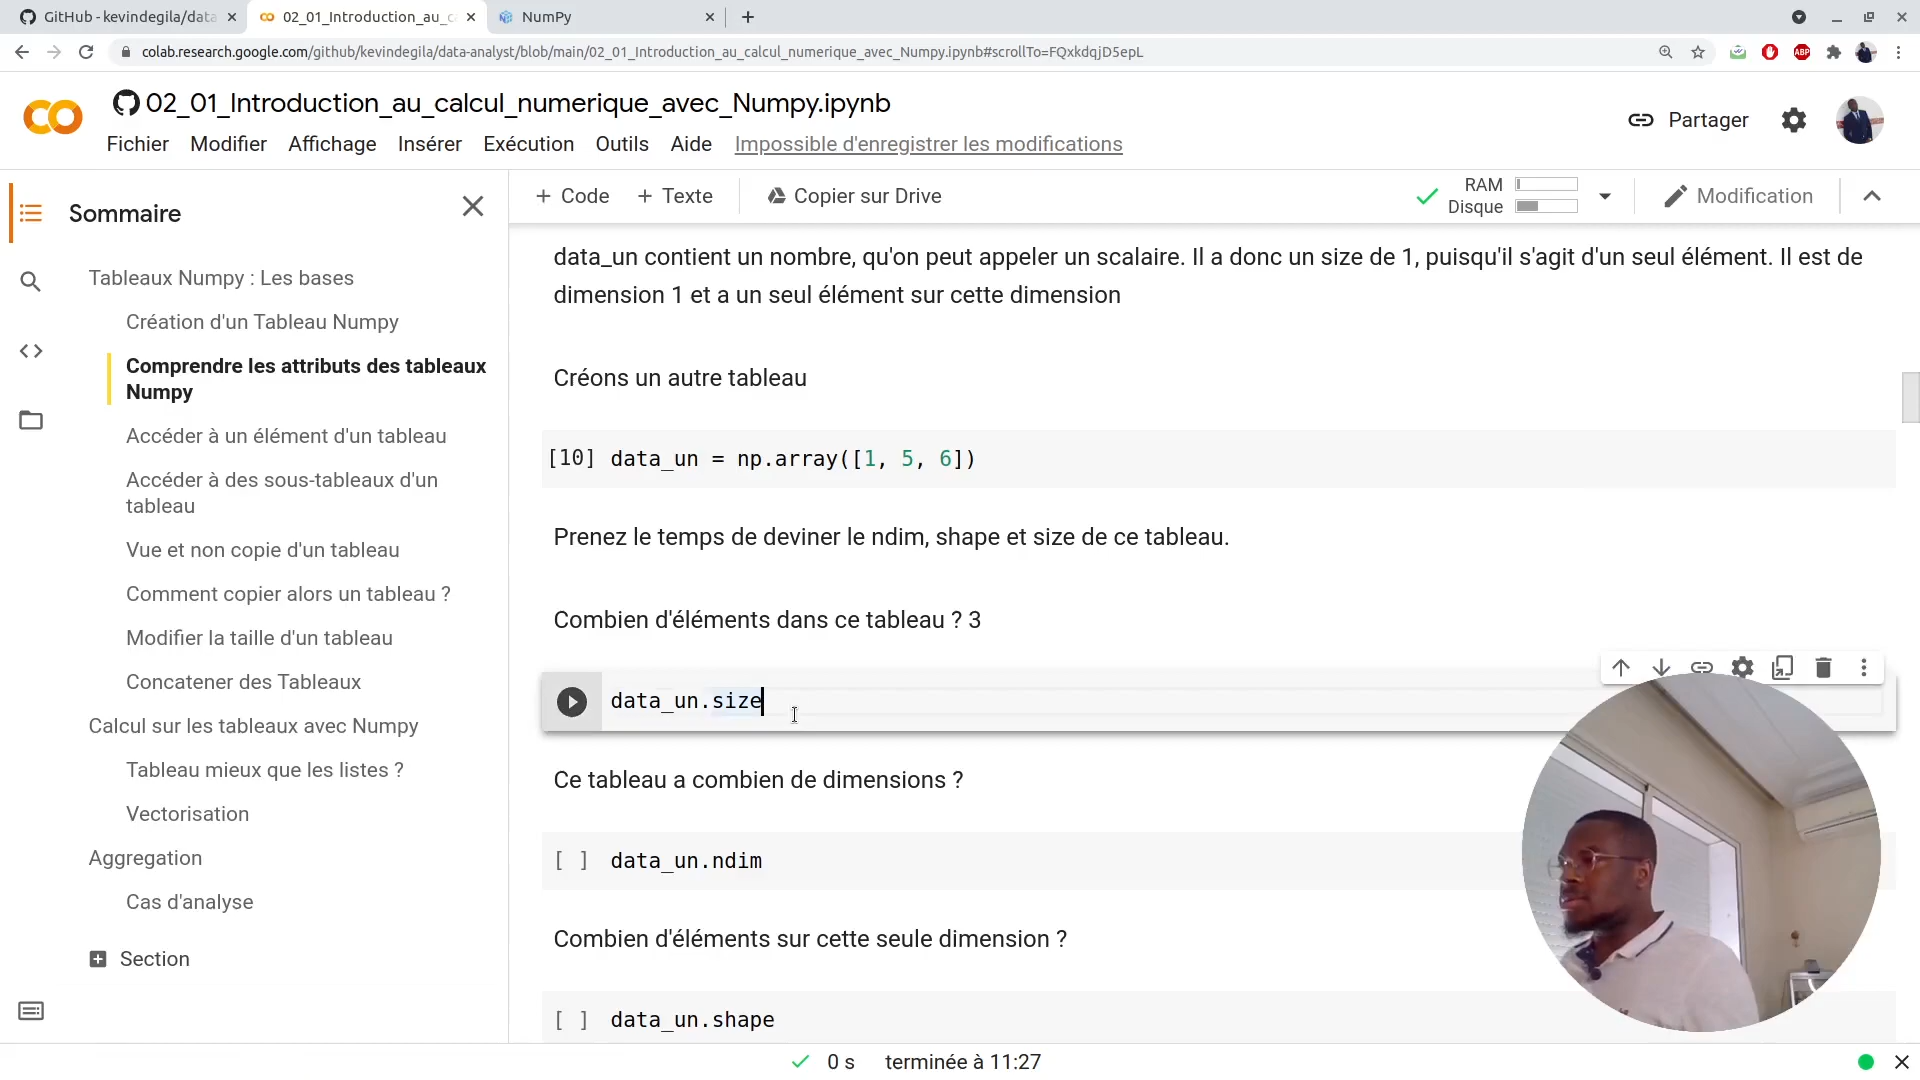 GitHub - kevindegila/data
02_01_Introduction_au_c
NumPy
colab.research.google.com/github/kevindegila/data-analyst/blob/main/02_01_Introduction_au_calcul_numerique_avec_Numpy.ipynb#scrollTo=FQxkdqjD5epL
ABP
02_01_Introduction_au_calcul_numerique_avec_Numpy.ipynb
Partager
Fichier Modifier Affichage Insérer Exécution Outils Aide Impossible d'enregistrer les modifications
+ Code + Texte Copier sur Drive
RAM
Disque
Modification
Sommaire
Tableaux Numpy : Les bases
Création d'un Tableau Numpy
Comprendre les attributs des tableaux
Numpy
Accéder à un élément d'un tableau
Accéder à des sous-tableaux d'un
tableau
Vue et non copie d'un tableau
Comment copier alors un tableau ?
Modifier la taille d'un tableau
Concatener des Tableaux
Calcul sur les tableaux avec Numpy
Tableau mieux que les listes ?
Vectorisation
Aggregation
Cas d'analyse
Section
data_un contient un nombre, qu'on peut appeler un scalaire. Il a donc un size de 1, puisqu'il s'agit d'un seul élément. Il est de
dimension 1 et a un seul élément sur cette dimension
Créons un autre tableau
[10] data_un = np.array([1, 5, 6])
Prenez le temps de deviner le ndim, shape et size de ce tableau.
Combien d'éléments dans ce tableau ? 3
data_un.size
Ce tableau a combien de dimensions ?
[ ] data_un.ndim
Combien d'éléments sur cette seule dimension ?
[ ] data_un.shape
0 s terminée à 11:27